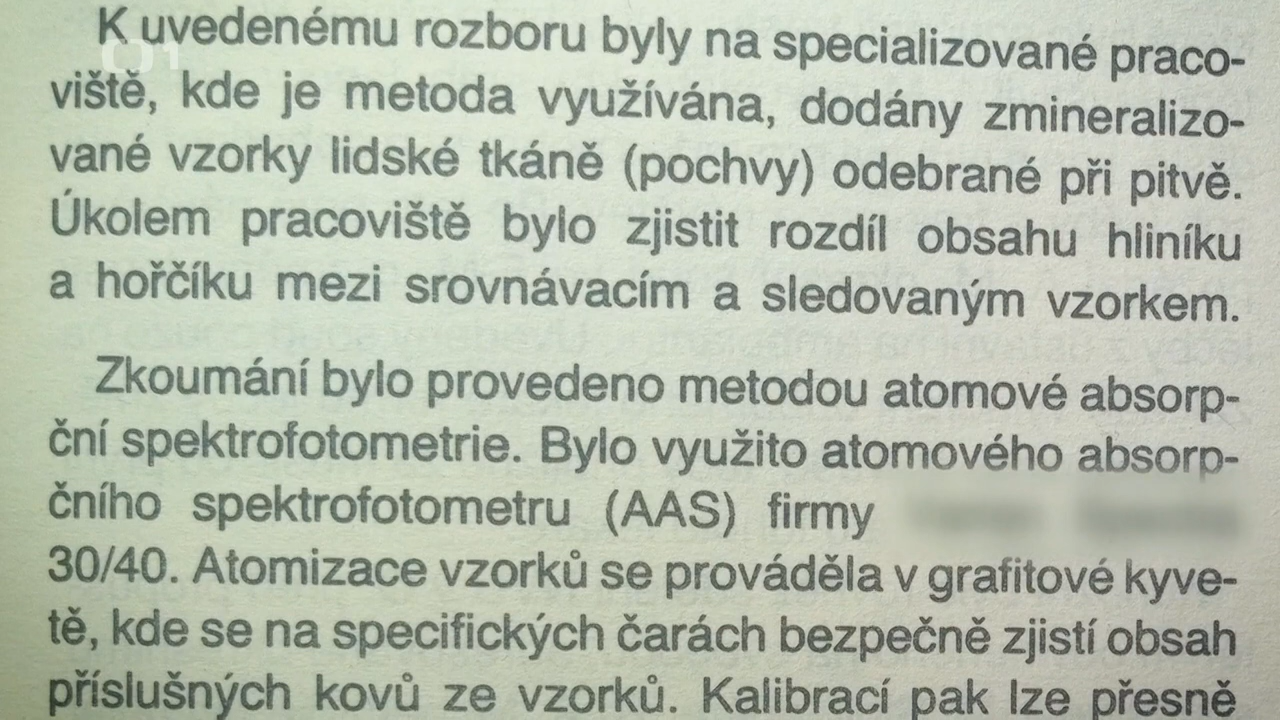 K uvedenému rozboru byly na specializované praco-
viště, kde je metoda využívána, dodány zmineralizo-
vané vzorky lidské tkáně (pochvy) odebrané při pitvě.
Úkolem pracoviště bylo zjistit rozdíl obsahu hliníku
a hořčíku mezi srovnávacím a sledovaným vzorkem.
Zkoumání bylo provedeno metodou atomové absorp-
ční spektrofotometrie. Bylo využito atomového absorp-
čního spektrofotometru (AAS) firmy
30/40. Atomizace vzorků se prováděla v grafitové kyve-
tě, kde se na specifických čarách bezpečně zjistí obsah
příslušných kovů ze vzorků. Kalibrací pak lze přesně